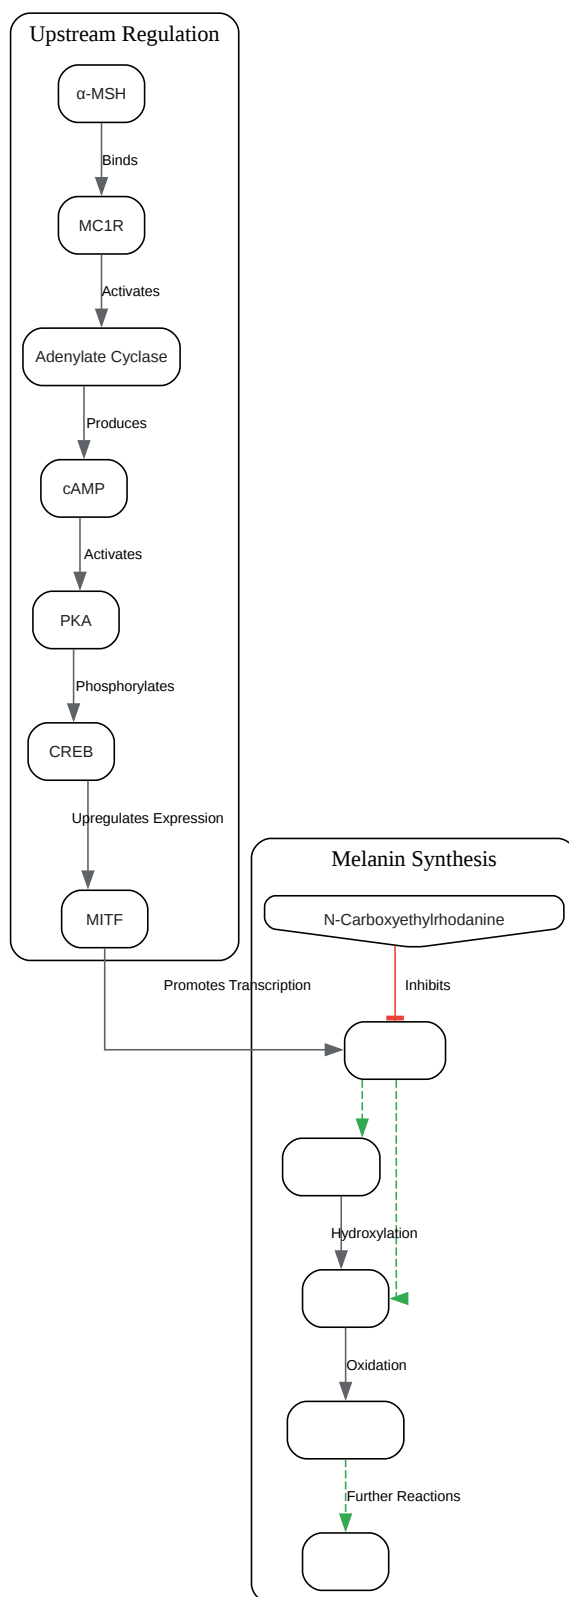 Upstream Regulation
α-MSH
Binds
MC1R
Activates
Adenylate Cyclase
Produces
cAMP
Activates
PKA
Phosphorylates
CREB
Upregulates Expression
MITF
Promotes Transcription
Melanin Synthesis
N-Carboxyethylrhodanine
Inhibits
Hydroxylation
Oxidation
Further Reactions